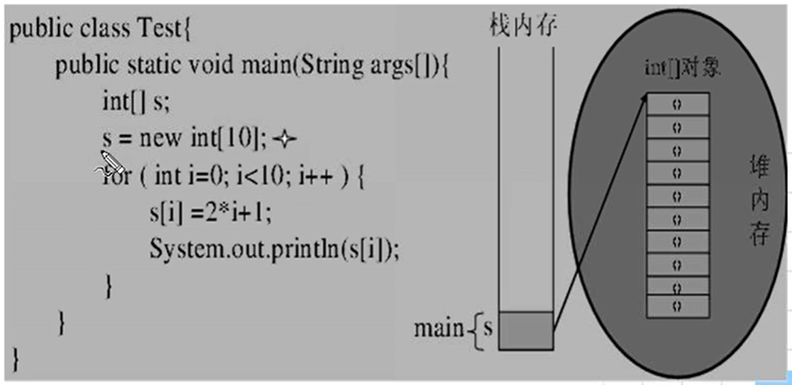 public class Test{
public static void main(String args[]){
int[] s;
s = new int[10];
for ( int i=0; i<10; i++ ) {
s[i] =2*i+1;
System.out.println(s[i]);
}
}
}
栈内存
main{s
int[]对象
0
0
0
0
0
0
0
0
0
0
堆内存